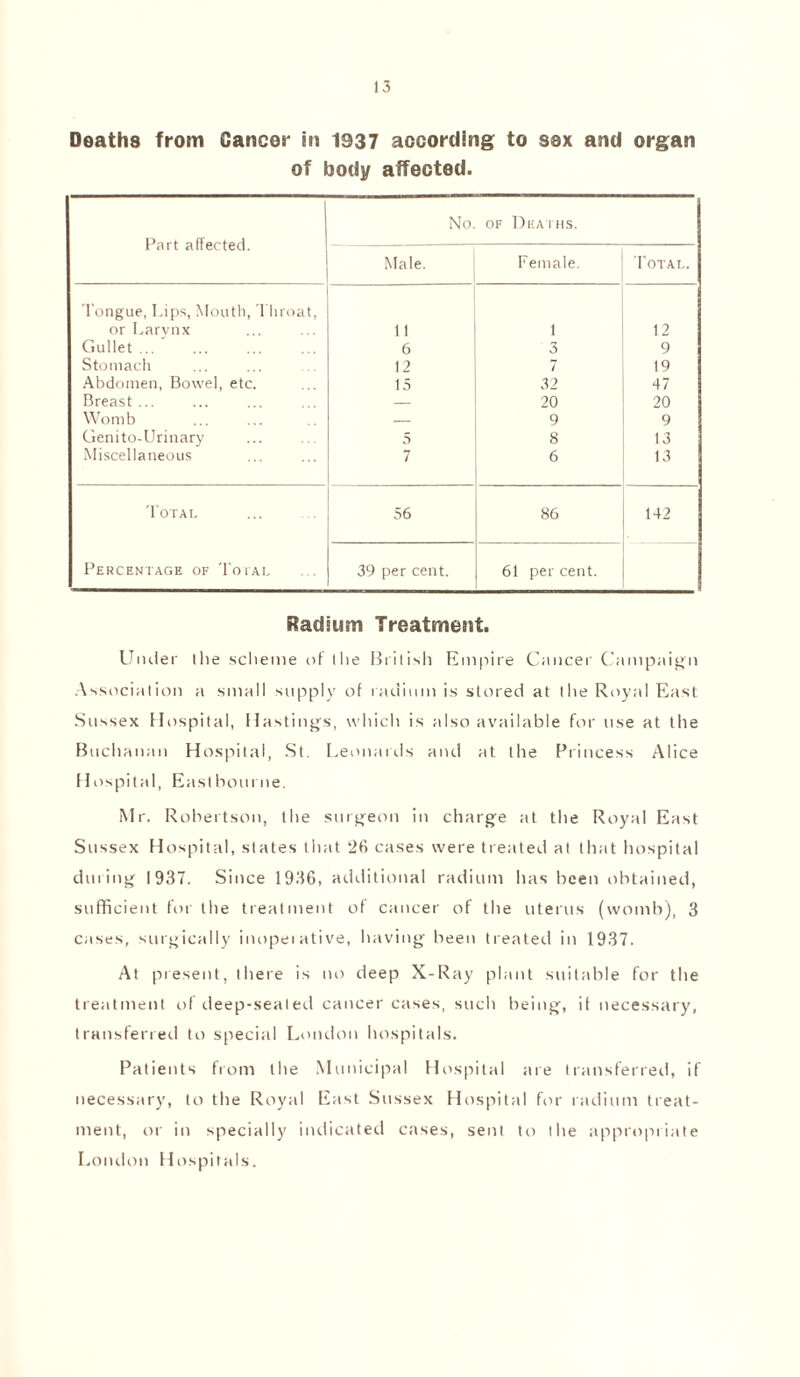 13
Deaths from Cancer in 1937 according to sex and organ
of body affected.
Part affected.
No. of Deaths.
Male. Female. Total.
Tongue, Lips, Mouth, Throat,
or Larynx ... ... 11 1 12
Gullet ... ... ... ... 6 3 9
Stomach ... ... 12 7 19
Abdomen, Bowel, etc. ... 15 32 47
Breast ... ... ... ... — 20 20
Womb ... ... .. — 9 9
Genito-Urinary ... ... 5 8 13
Miscellaneous ... ... 7 6 13
Total ... ... 56 86 142
Percentage of Total ... 39 per cent. 61 per cent.
Radium Treatment.
Under the scheme of the British Empire Cancer Campaign
Association a small supply of radium is stored at the Royal East
Sussex Hospital, Hastings, which is also available for use at the
Buchanan Hospital, St. Leonards and at the Princess Alice
Hospital, Eastbourne.
Mr. Robertson, the surgeon in charge at the Royal East
Sussex Hospital, states that 26 cases were treated at that hospital
during 1937. Since 1936, additional radium has been obtained,
sufficient for the treatment of cancer of the uterus (womb), 3
cases, surgically inoperative, having been treated in 1937.
At present, there is no deep X-Ray plant suitable for the
treatment of deep-seated cancer cases, such being, if necessary,
transferred to special London hospitals.
Patients from the Municipal Hospital are transferred, if
necessary, to the Royal East Sussex Hospital for radium treat-
ment, or in specially indicated cases, sent to the appropriate
London Hospitals.